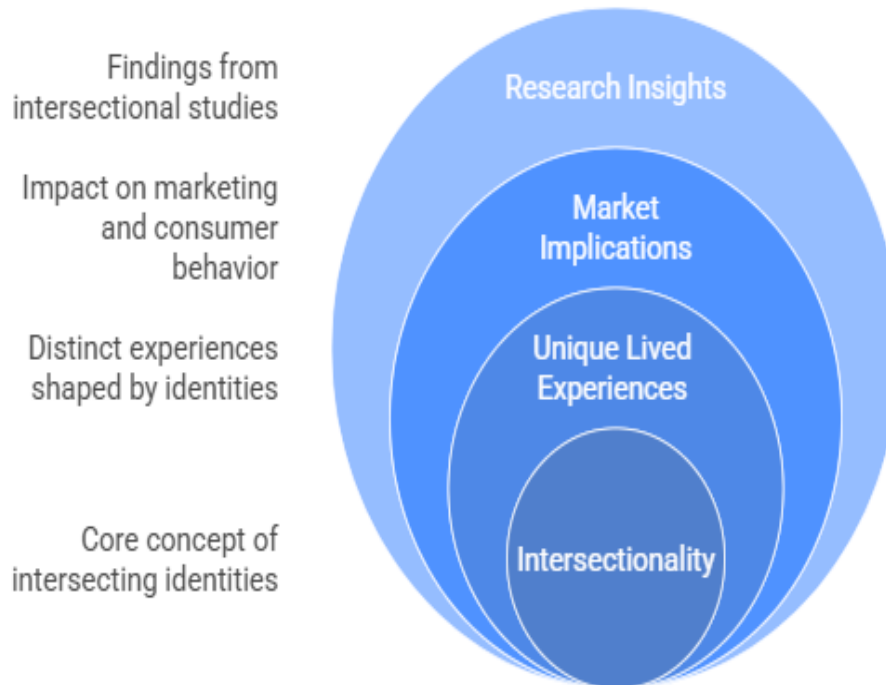 Findings from
intersectional studies
Research Insights
Impact on marketing
and consumer
behavior
Market
Implications
Distinct experiences
shaped by identities
Unique Lived
Experiences
Core concept of
intersecting identities
Intersectionality